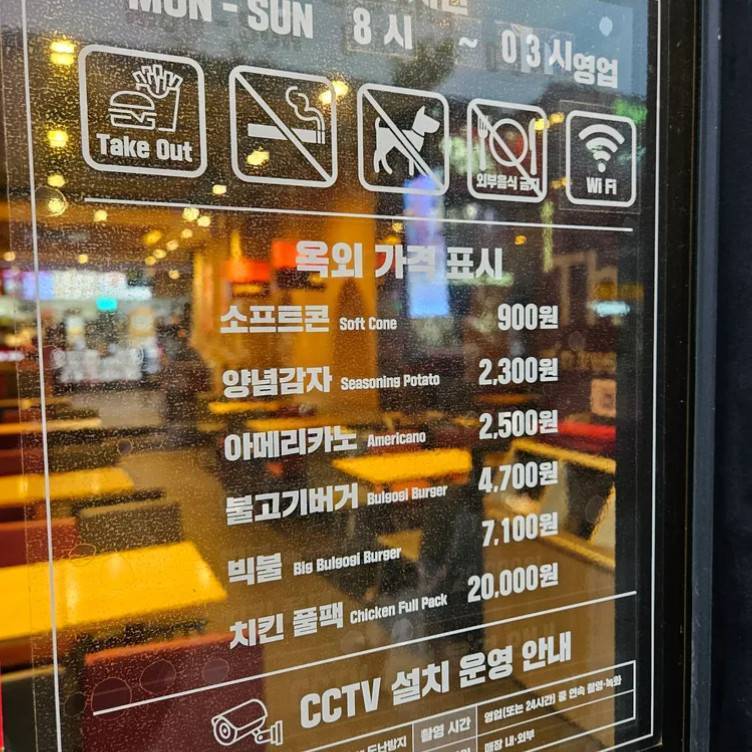 MON - SUN 8 시 ~ 03시영업
Take Out
외부음식 금지
Wi Fi
옥외 가격 표시
소프트콘 Soft Cone 900원
양념감자 Seasoning Potato 2,300원
아메리카노 Americano 2,500원
불고기버거 Bulgogi Burger 4,700원
빅불 Big Bulgogi Burger 7,100원
치킨 풀팩 Chicken Full Pack 20,000원
CCTV 설치 운영 안내
도난방지 촬영 시간 영업(또는 24시간) 중 연속 촬영·녹화
매장 내·외부